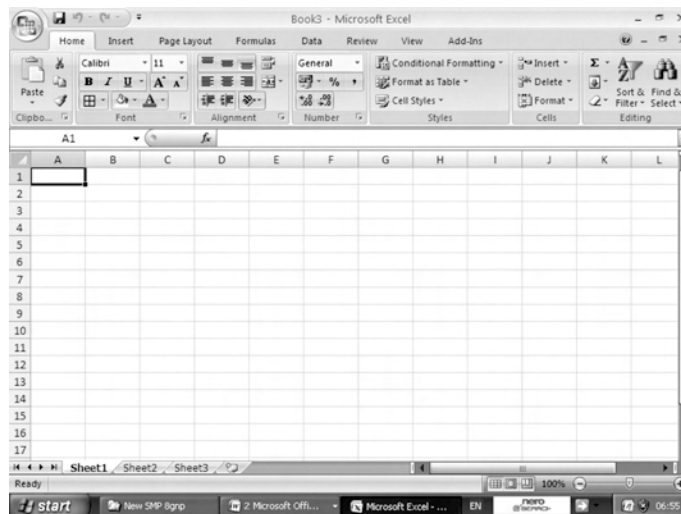 Book3 - Microsoft Excel
Home Insert Page Layout Formulas Data Review View Add-Ins
Calibri 11 General Conditional Formatting Insert Σ
Paste B I U A A % , Format as Table Delete Sort & Find &
A Cell Styles Format Filter Select
Clipbo... Font Alignment Number Styles Cells Editing
A1 fx
A B C D E F G H I J K L
1
2
3
4
5
6
7
8
9
10
11
12
13
14
15
16
17
Sheet1 Sheet2 Sheet3
Ready 100%
start New SMP 8gnp 2 Microsoft Offi... Microsoft Excel - ... EN nero SEARCH 06:55